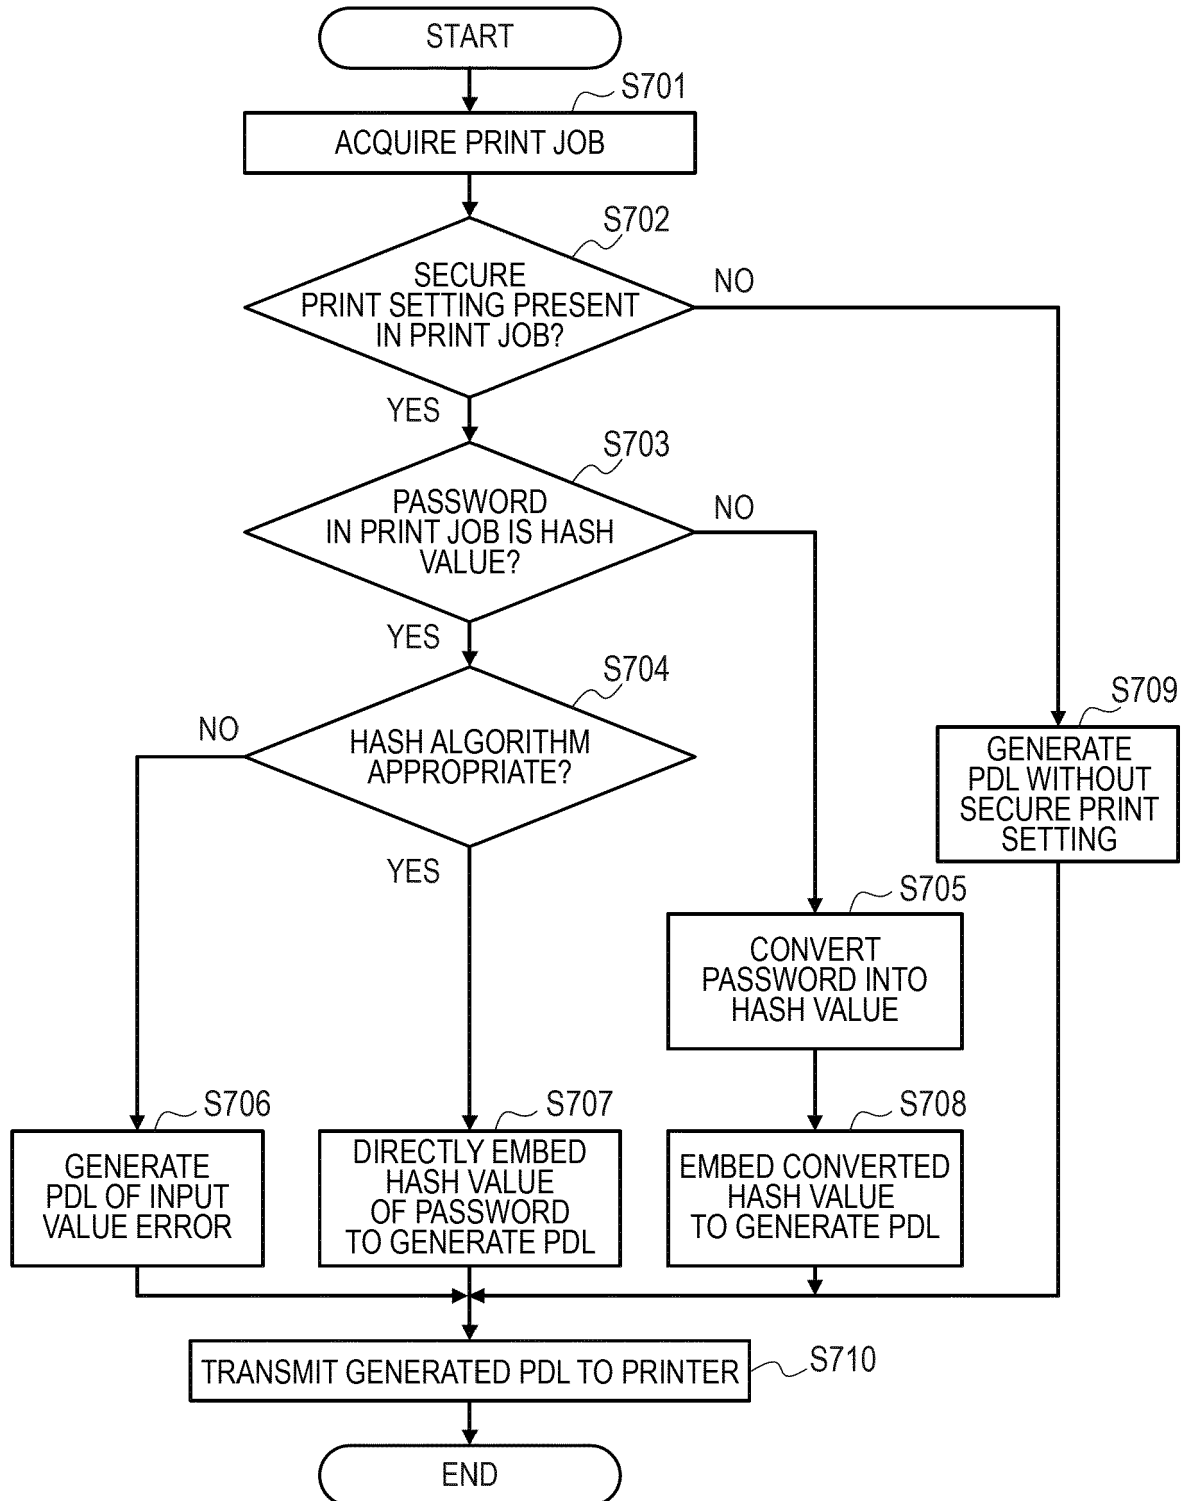 START
S701
ACQUIRE PRINT JOB
S702
SECURE
PRINT SETTING PRESENT
IN PRINT JOB?
NO
YES
S703
PASSWORD
IN PRINT JOB IS HASH
VALUE?
NO
YES
S704
HASH ALGORITHM
APPROPRIATE?
NO
YES
S709
GENERATE
PDL WITHOUT
SECURE PRINT
SETTING
S705
CONVERT
PASSWORD INTO
HASH VALUE
S706
GENERATE
PDL OF INPUT
VALUE ERROR
S707
DIRECTLY EMBED
HASH VALUE
OF PASSWORD
TO GENERATE PDL
S708
EMBED CONVERTED
HASH VALUE
TO GENERATE PDL
TRANSMIT GENERATED PDL TO PRINTER
S710
END